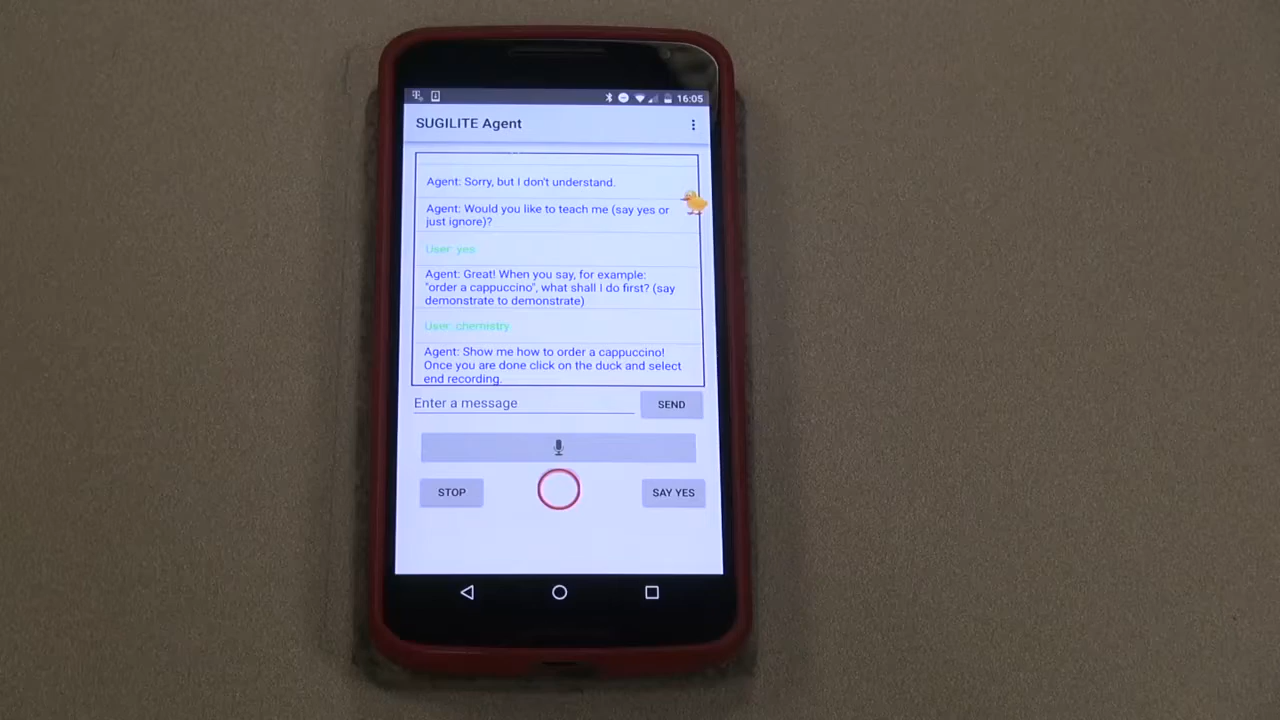 16:05
SUGILITE Agent
Agent: Sorry, but I don't understand.
Agent: Would you like to teach me (say yes or
just ignore)?
User: yes
Agent: Great! When you say, for example:
"order a cappuccino", what shall I do first? (say
demonstrate to demonstrate)
User: chemistry
Agent: Show me how to order a cappuccino!
Once you are done click on the duck and select
end recording.
Enter a message
SEND
STOP
SAY YES